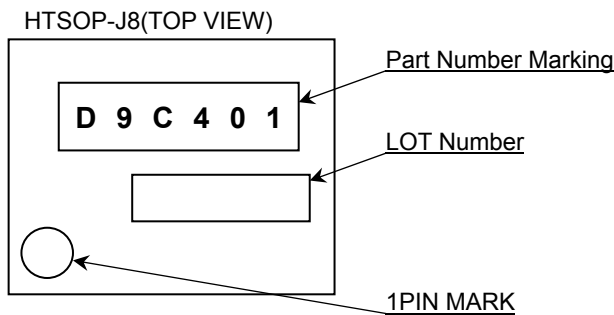 HTSOP-J8(TOP VIEW)
Part Number Marking
D 9 C 4 0 1
LOT Number
1PIN MARK